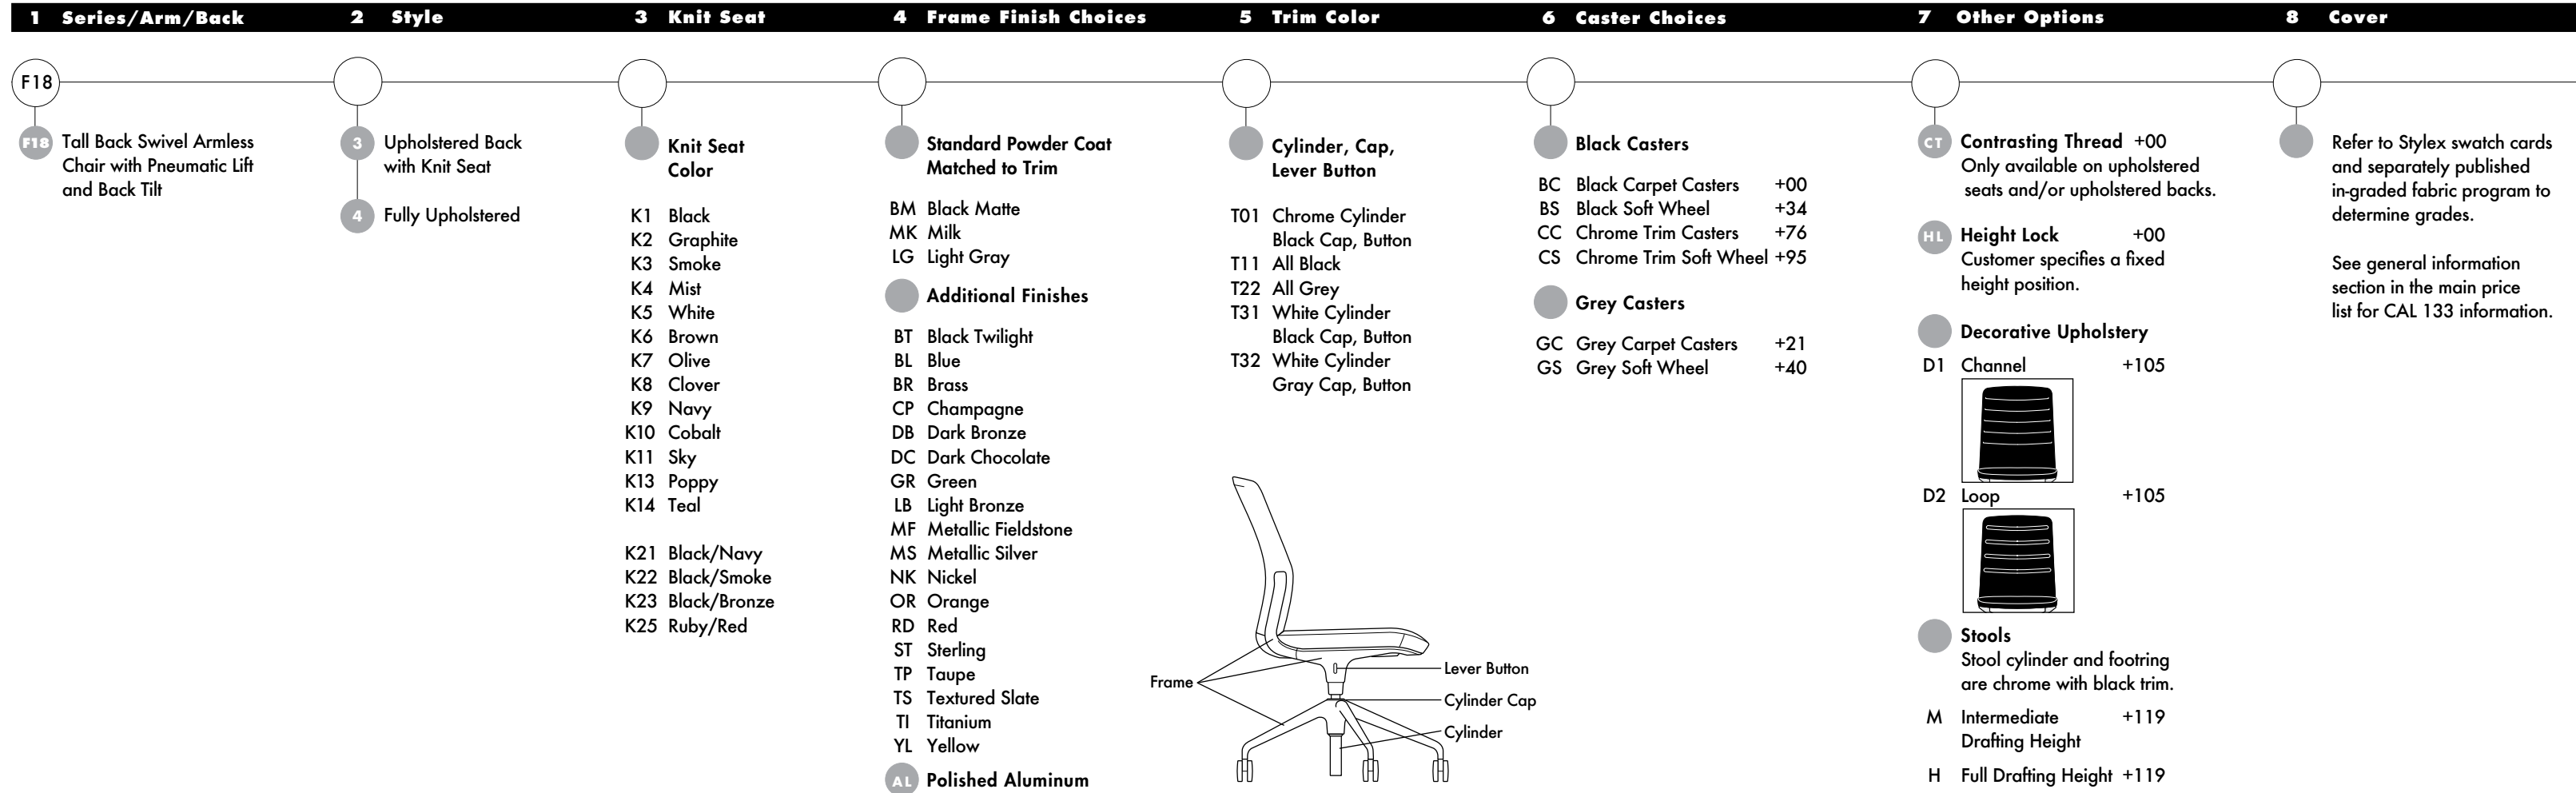 1 Series/Arm/Back
2 Style
3 Knit Seat
4 Frame Finish Choices
5 Trim Color
6 Caster Choices
7 Other Options
8 Cover
F18
F18 Tall Back Swivel Armless
Chair with Pneumatic Lift
and Back Tilt
3 Upholstered Back
with Knit Seat
4 Fully Upholstered
Knit Seat
Color
K1 Black
K2 Graphite
K3 Smoke
K4 Mist
K5 White
K6 Brown
K7 Olive
K8 Clover
K9 Navy
K10 Cobalt
K11 Sky
K13 Poppy
K14 Teal
K21 Black/Navy
K22 Black/Smoke
K23 Black/Bronze
K25 Ruby/Red
Standard Powder Coat
Matched to Trim
BM Black Matte
MK Milk
LG Light Gray
Additional Finishes
BT Black Twilight
BL Blue
BR Brass
CP Champagne
DB Dark Bronze
DC Dark Chocolate
GR Green
LB Light Bronze
MF Metallic Fieldstone
MS Metallic Silver
NK Nickel
OR Orange
RD Red
ST Sterling
TP Taupe
TS Textured Slate
TI Titanium
YL Yellow
AL Polished Aluminum
Cylinder, Cap,
Lever Button
T01 Chrome Cylinder
Black Cap, Button
T11 All Black
T22 All Grey
T31 White Cylinder
Black Cap, Button
T32 White Cylinder
Gray Cap, Button
Frame
Lever Button
Cylinder Cap
Cylinder
Black Casters
BC Black Carpet Casters +00
BS Black Soft Wheel +34
CC Chrome Trim Casters +76
CS Chrome Trim Soft Wheel +95
Grey Casters
GC Grey Carpet Casters +21
GS Grey Soft Wheel +40
CT Contrasting Thread +00
Only available on upholstered
seats and/or upholstered backs.
HL Height Lock +00
Customer specifies a fixed
height position.
Decorative Upholstery
D1 Channel +105
D2 Loop +105
Stools
Stool cylinder and footring
are chrome with black trim.
M Intermediate +119
Drafting Height
H Full Drafting Height +119
Refer to Stylex swatch cards
and separately published
in-graded fabric program to
determine grades.
See general information
section in the main price
list for CAL 133 information.